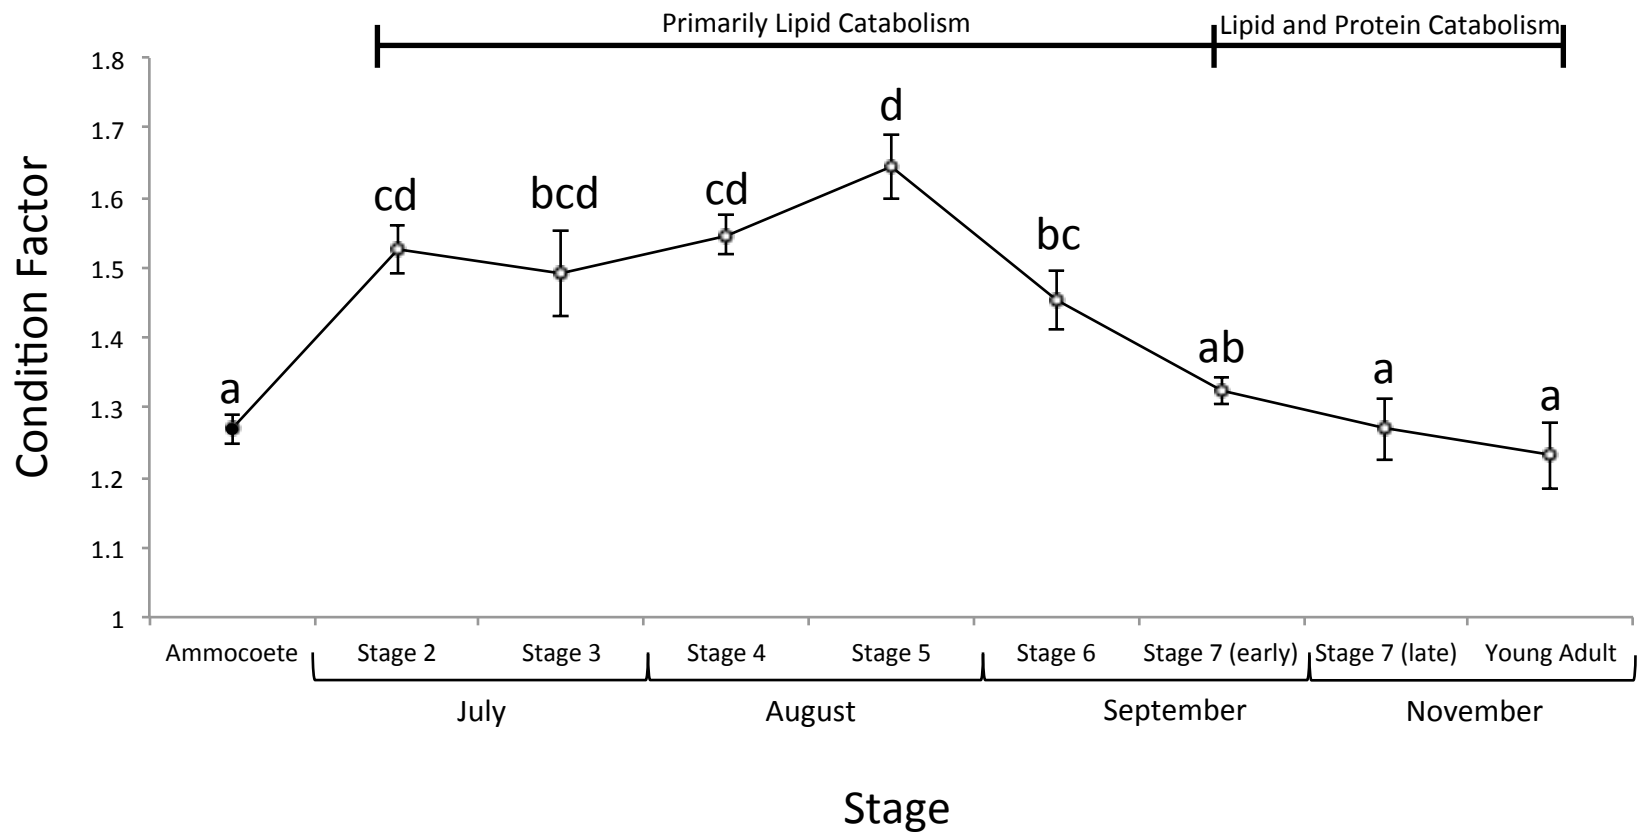 Primarily Lipid Catabolism
Lipid and Protein Catabolism
1.8
1.7
1.6
1.5
1.4
1.3
1.2
1.1
1
Condition Factor
a
cd
bcd
cd
d
bc
ab
a
a
Ammocoete
Stage 2
Stage 3
Stage 4
Stage 5
Stage 6
Stage 7 (early)
Stage 7 (late)
Young Adult
July
August
September
November
Stage